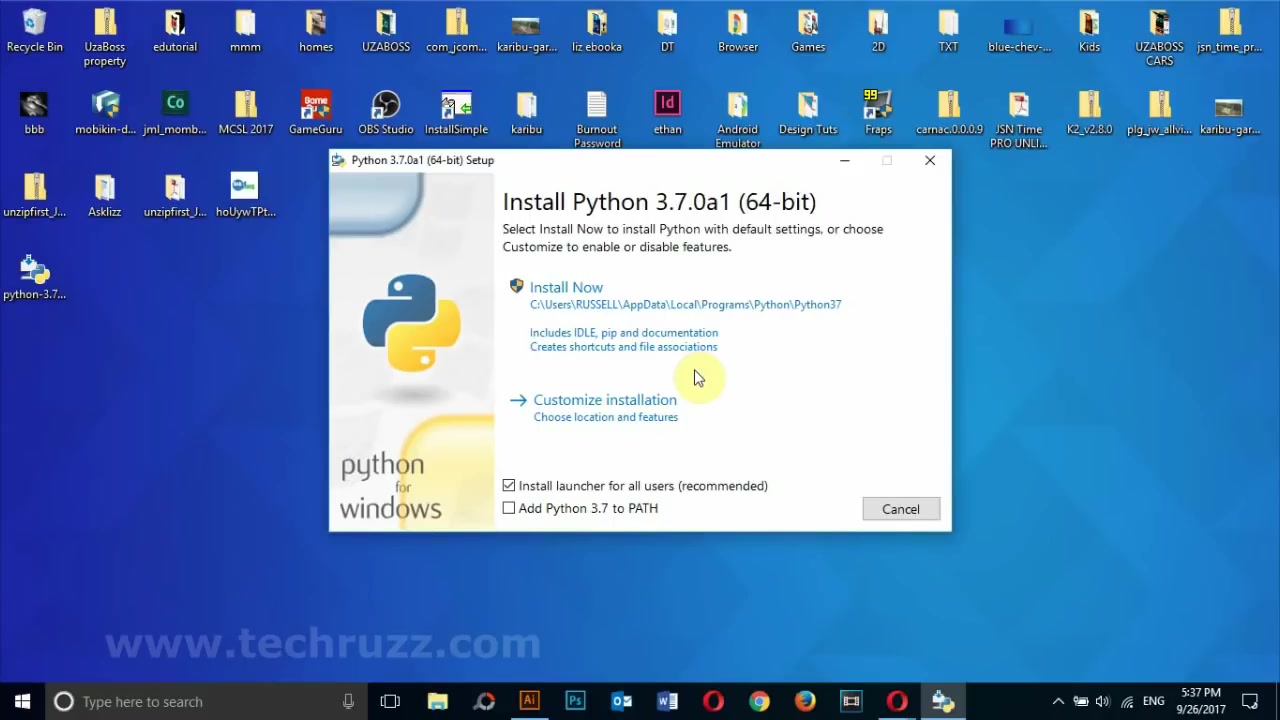 Recycle Bin
UzaBoss property
edutorial
mmm
homes
UZABOSS
com_jcom...
karibu-gar...
liz ebooka
DT
Browser
Games
2D
TXT
blue-chev-...
Kids
UZABOSS CARS
jsn_time_pr...
bbb
mobikin-d...
Co
jml_momb...
MCSL 2017
Game Guru
GameGuru
OBS Studio
InstallSimple
karibu
Burnout Password
Id
ethan
Android Emulator
Design Tuts
99
Fraps
carnac.0.0.0.9
JSN Time PRO UNLI...
K2_v2.8.0
plg_jw_allvi...
karibu-gar...
unzipfirst_J...
Asklizz
unzipfirst_J...
hoUywTPt...
python-3.7...
Python 3.7.0a1 (64-bit) Setup
Install Python 3.7.0a1 (64-bit)
Select Install Now to install Python with default settings, or choose
Customize to enable or disable features.
Install Now
C:\Users\RUSSELL\AppData\Local\Programs\Python\Python37
Includes IDLE, pip and documentation
Creates shortcuts and file associations
Customize installation
Choose location and features
python
for
windows
Install launcher for all users (recommended)
Add Python 3.7 to PATH
Cancel
www.techruzz.com
Type here to search
Ai
Ps
ENG
5:37 PM
9/26/2017